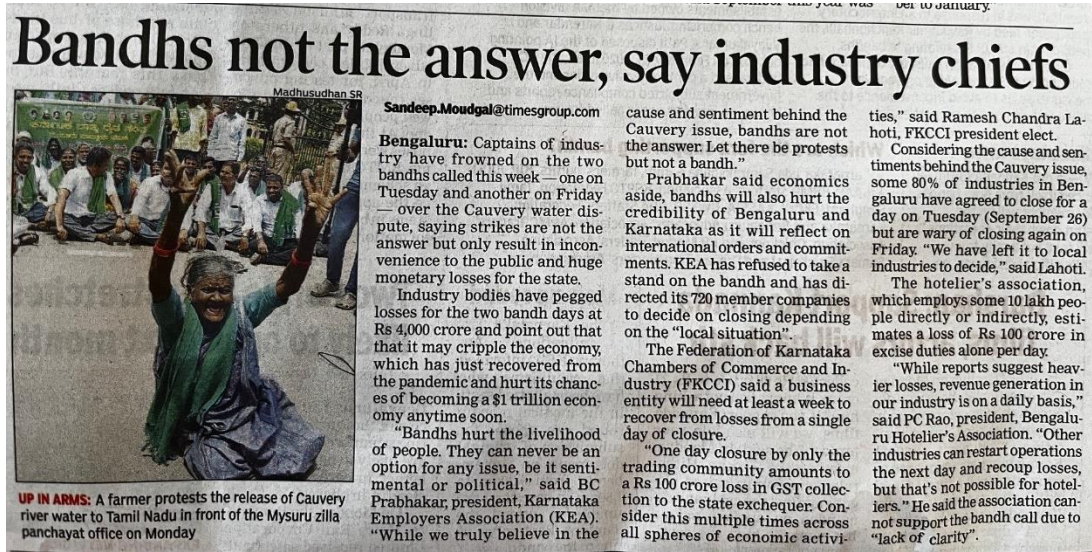 ber to January.
Bandhs not the answer, say industry chiefs
Madhusudhan SR
UP IN ARMS: A farmer protests the release of Cauvery
river water to Tamil Nadu in front of the Mysuru zilla
panchayat office on Monday
Sandeep.Moudgal@timesgroup.com
Bengaluru: Captains of indus-
try have frowned on the two
bandhs called this week — one on
Tuesday and another on Friday
— over the Cauvery water dis-
pute, saying strikes are not the
answer but only result in incon-
venience to the public and huge
monetary losses for the state.
Industry bodies have pegged
losses for the two bandh days at
Rs 4,000 crore and point out that
that it may cripple the economy,
which has just recovered from
the pandemic and hurt its chanc-
es of becoming a $1 trillion econ-
omy anytime soon.
"Bandhs hurt the livelihood
of people. They can never be an
option for any issue, be it senti-
mental or political," said BC
Prabhakar, president, Karnataka
Employers Association (KEA).
"While we truly believe in the
cause and sentiment behind the
Cauvery issue, bandhs are not
the answer. Let there be protests
but not a bandh."
Prabhakar said economics
aside, bandhs will also hurt the
credibility of Bengaluru and
Karnataka as it will reflect on
international orders and commit-
ments. KEA has refused to take a
stand on the bandh and has di-
rected its 720 member companies
to decide on closing depending
on the "local situation".
The Federation of Karnataka
Chambers of Commerce and In-
dustry (FKCCI) said a business
entity will need at least a week to
recover from losses from a single
day of closure.
"One day closure by only the
trading community amounts to
a Rs 100 crore loss in GST collec-
tion to the state exchequer. Con-
sider this multiple times across
all spheres of economic activi-
ties," said Ramesh Chandra La-
hoti, FKCCI president elect.
Considering the cause and sen-
timents behind the Cauvery issue,
some 80% of industries in Ben-
galuru have agreed to close for a
day on Tuesday (September 26)
but are wary of closing again on
Friday. "We have left it to local
industries to decide," said Lahoti.
The hotelier's association,
which employs some 10 lakh peo-
ple directly or indirectly, esti-
mates a loss of Rs 100 crore in
excise duties alone per day.
"While reports suggest heav-
ier losses, revenue generation in
our industry is on a daily basis,"
said PC Rao, president, Bengalu-
ru Hotelier's Association. "Other
industries can restart operations
the next day and recoup losses,
but that's not possible for hotel-
iers." He said the association can-
not support the bandh call due to
"lack of clarity".